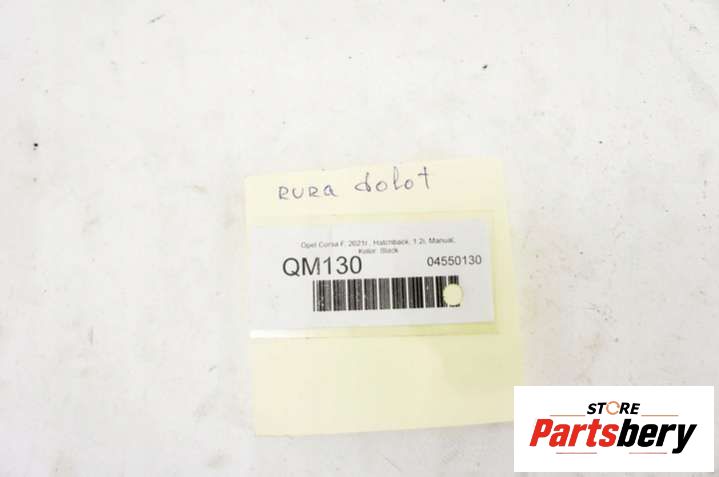 RURA dolot
Opel Corsa F, 2021r., Hatchback, 1.2i, Manual,
Kolor: Black
QM130 04550130
STORE
Partsbery